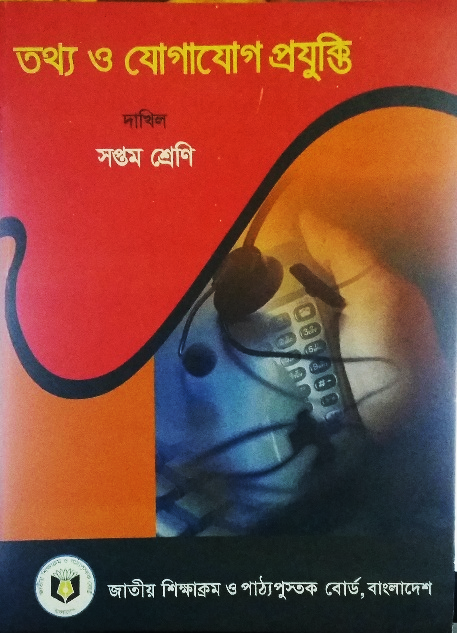 তথ্য ও যোগাযোগ প্রযুক্তি
দাখিল
সপ্তম শ্রেণি
জাতীয় শিক্ষাক্রম ও পাঠ্যপুস্তক বোর্ড, বাংলাদেশ